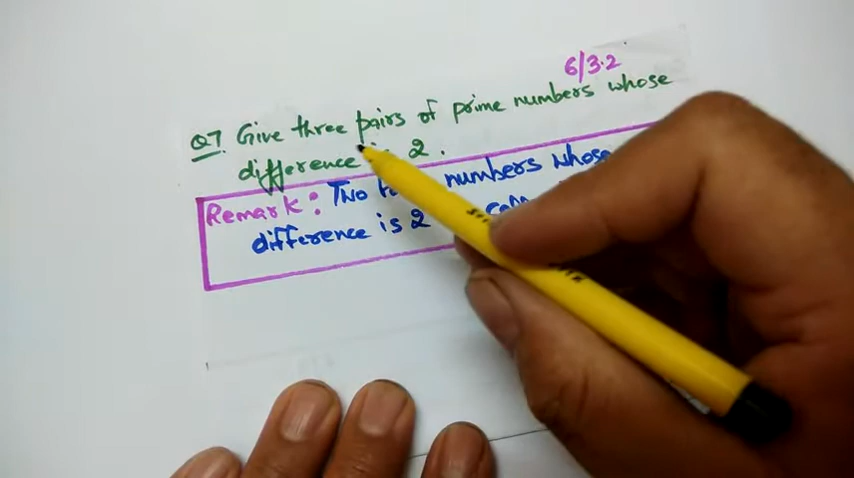 6/3.2
Q7 Give three pairs of prime numbers whose
difference is 2.
Remark: Two numbers whose
difference is 2